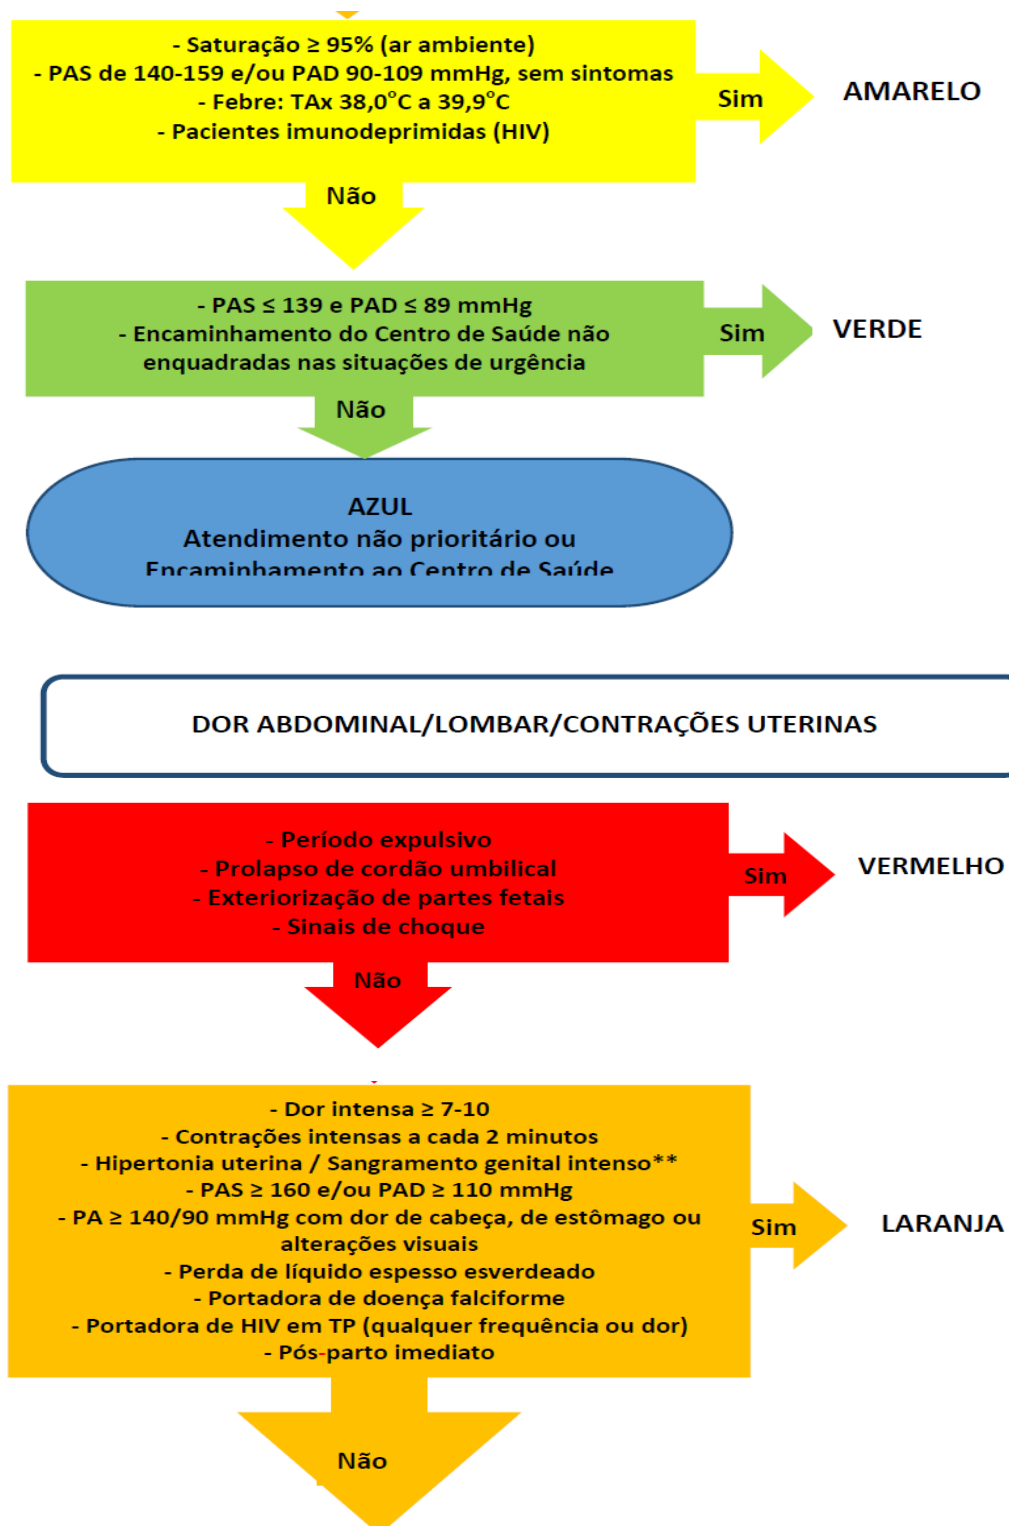 - Saturação ≥ 95% (ar ambiente)
- PAS de 140-159 e/ou PAD 90-109 mmHg, sem sintomas
- Febre: TAx 38,0°C a 39,9°C
- Pacientes imunodeprimidas (HIV)
Sim
AMARELO
Não
- PAS ≤ 139 e PAD ≤ 89 mmHg
- Encaminhamento do Centro de Saúde não
enquadradas nas situações de urgência
Sim
VERDE
Não
AZUL
Atendimento não prioritário ou
Encaminhamento ao Centro de Saúde
DOR ABDOMINAL/LOMBAR/CONTRAÇÕES UTERINAS
- Período expulsivo
- Prolapso de cordão umbilical
- Exteriorização de partes fetais
- Sinais de choque
Sim
VERMELHO
Não
- Dor intensa ≥ 7-10
- Contrações intensas a cada 2 minutos
- Hipertonia uterina / Sangramento genital intenso**
- PAS ≥ 160 e/ou PAD ≥ 110 mmHg
- PA ≥ 140/90 mmHg com dor de cabeça, de estômago ou
alterações visuais
- Perda de líquido espesso esverdeado
- Portadora de doença falciforme
- Portadora de HIV em TP (qualquer frequência ou dor)
- Pós-parto imediato
Sim
LARANJA
Não